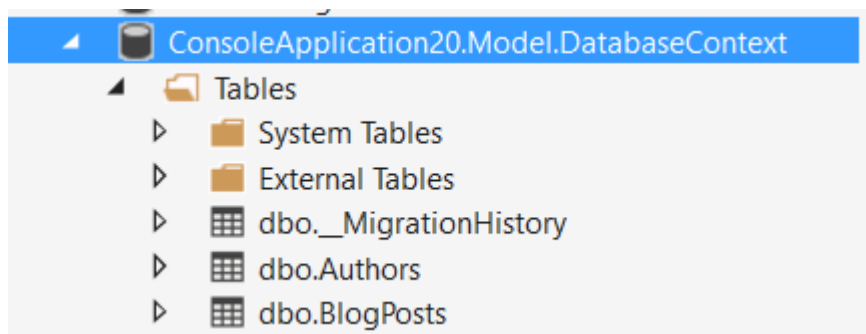 ConsoleApplication20.Model.DatabaseContext
Tables
System Tables
External Tables
dbo.__MigrationHistory
dbo.Authors
dbo.BlogPosts